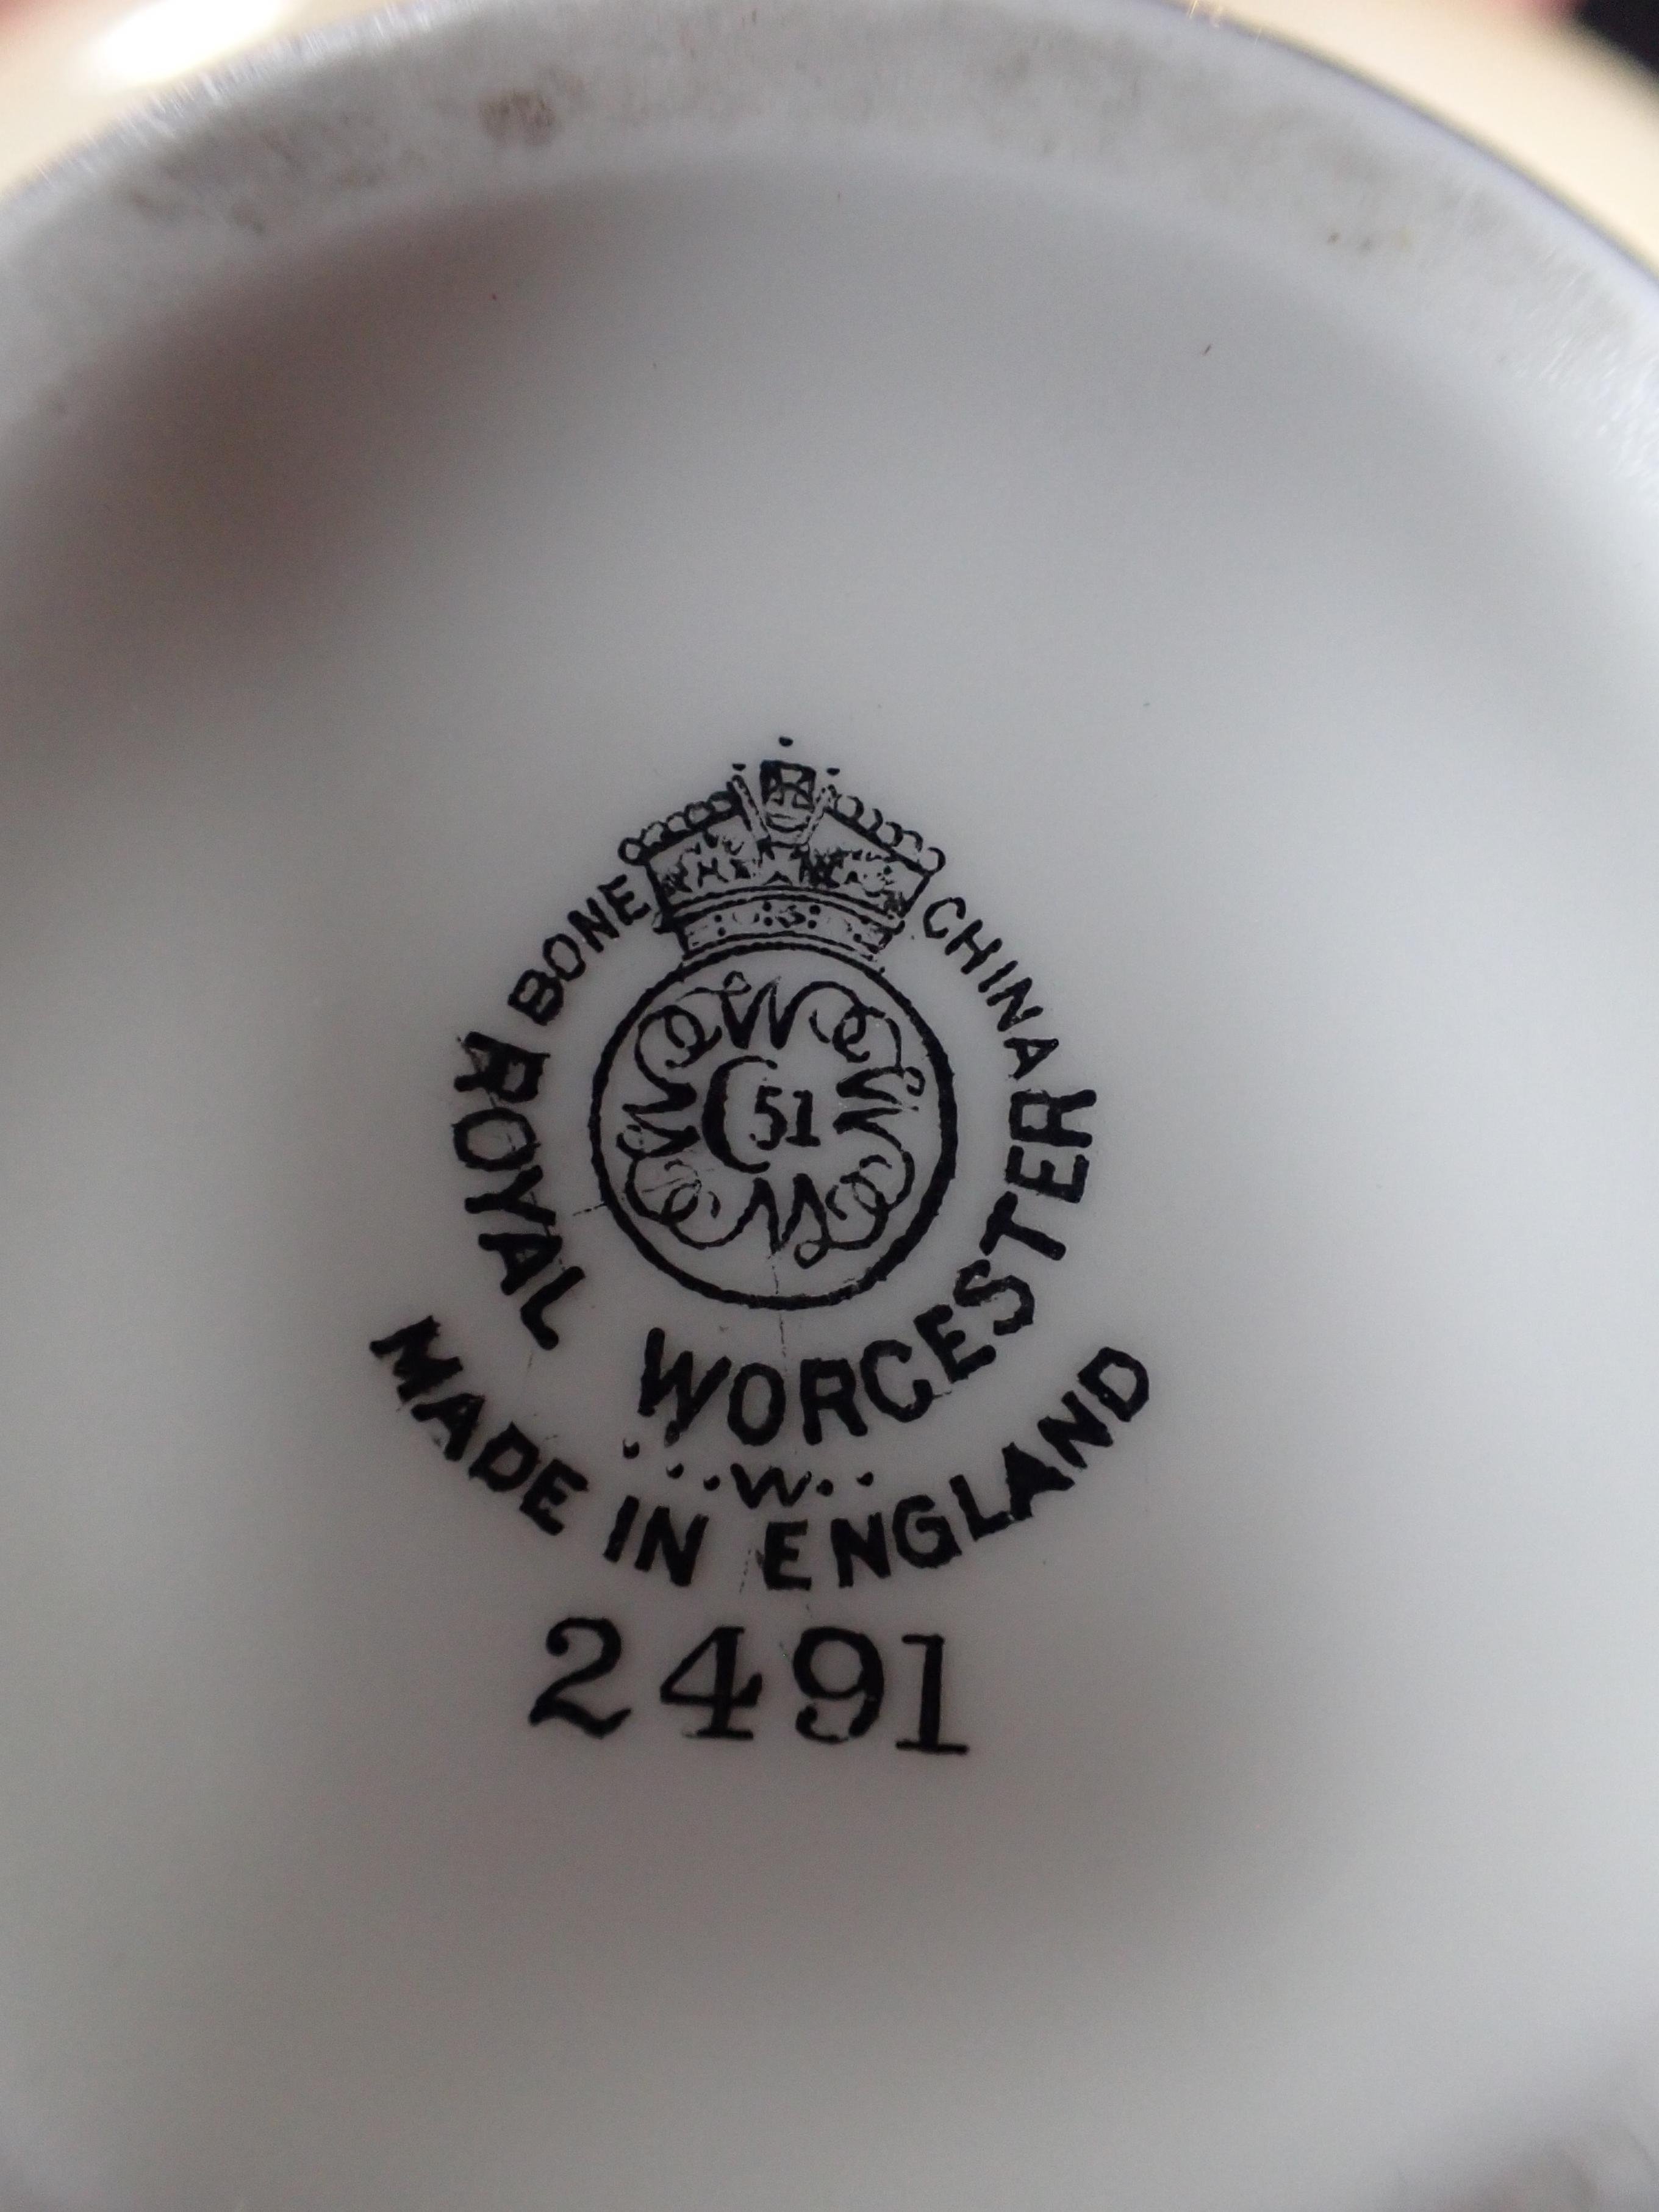 BONE CHINA
W
W 51 W
W
ROYAL WORCESTER
W
MADE IN ENGLAND
2491